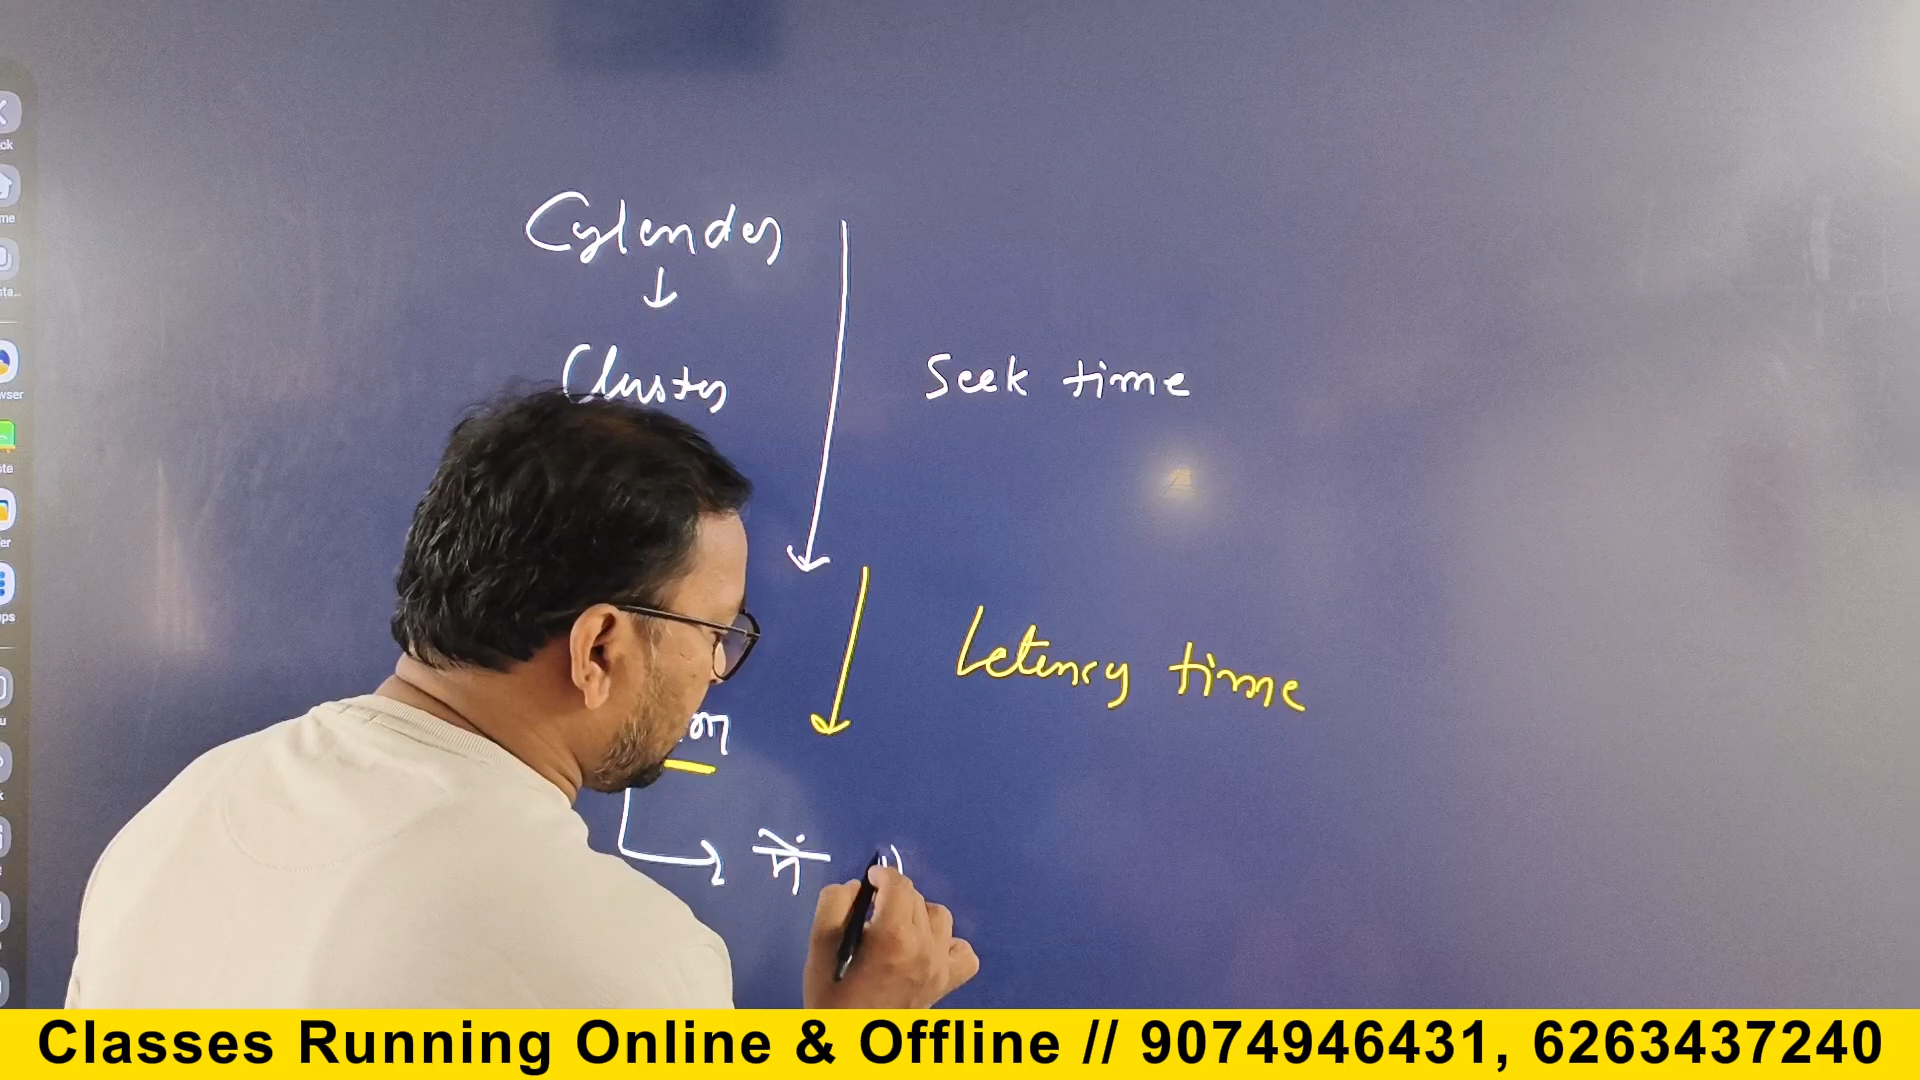 Cylender
↓
Cluster
Seek time
Letency time
में
Classes Running Online & Offline // 9074946431, 6263437240